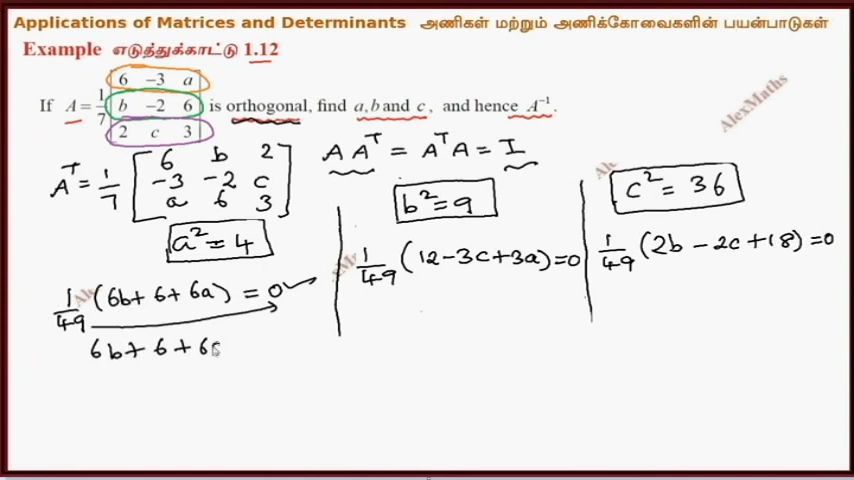 Applications of Matrices and Determinants அணிகள் மற்றும் அணிக்கோவைகளின் பயன்பாடுகள்
Example எடுத்துக்காட்டு 1.12
If A = 1/7 [6 −3 a; b −2 6; 2 c 3] is orthogonal, find a, b and c, and hence A⁻¹.
AlexMaths
Aᵀ = 1/7 [6 b 2; −3 −2 c; a 6 3]
A Aᵀ = AᵀA = I
a² = 4
b² = 9
c² = 36
1/49 (6b + 6 + 6a) = 0
1/49 (12 − 3c + 3a) = 0
1/49 (2b − 2c + 18) = 0
6b + 6 + 6